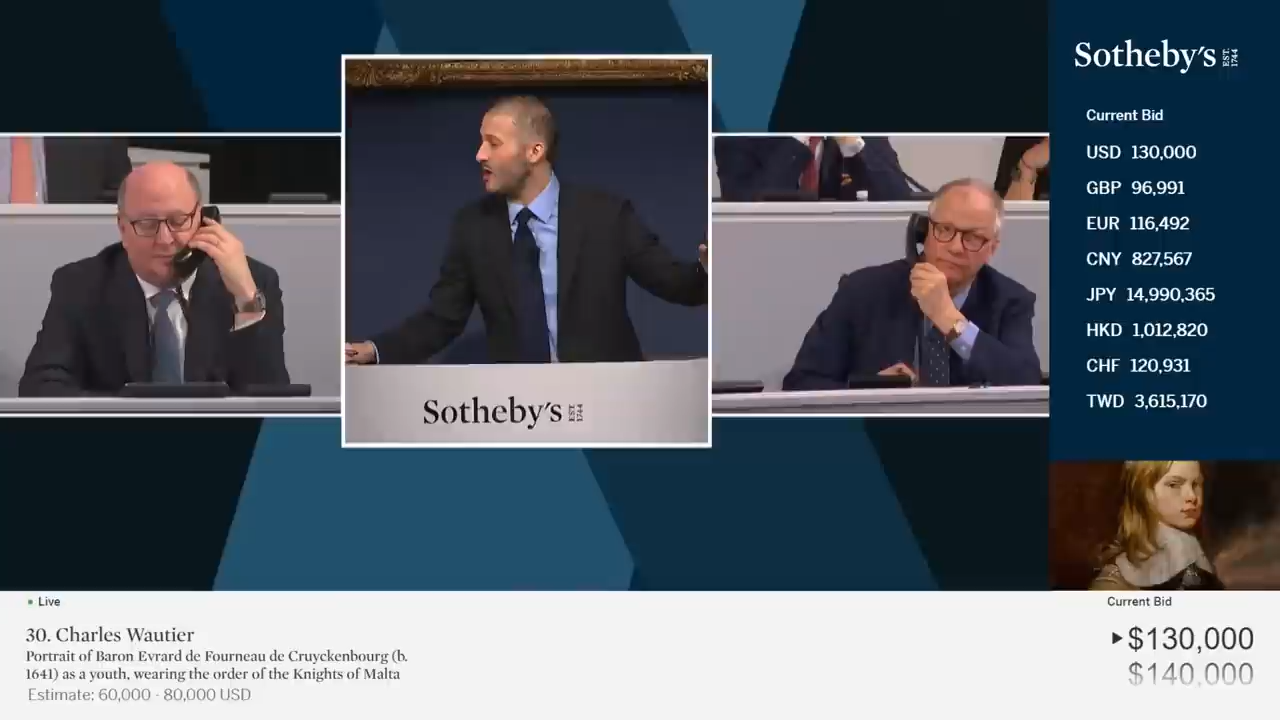 Sotheby's EST. 1744
Current Bid
USD 130,000
GBP 96,991
EUR 116,492
CNY 827,567
JPY 14,990,365
HKD 1,012,820
CHF 120,931
TWD 3,615,170
Sotheby's EST. 1744
Live
30. Charles Wautier
Portrait of Baron Evrard de Fourneau de Cruyckenbourg (b.
1641) as a youth, wearing the order of the Knights of Malta
Estimate: 60,000 - 80,000 USD
Current Bid
$130,000
$140,000